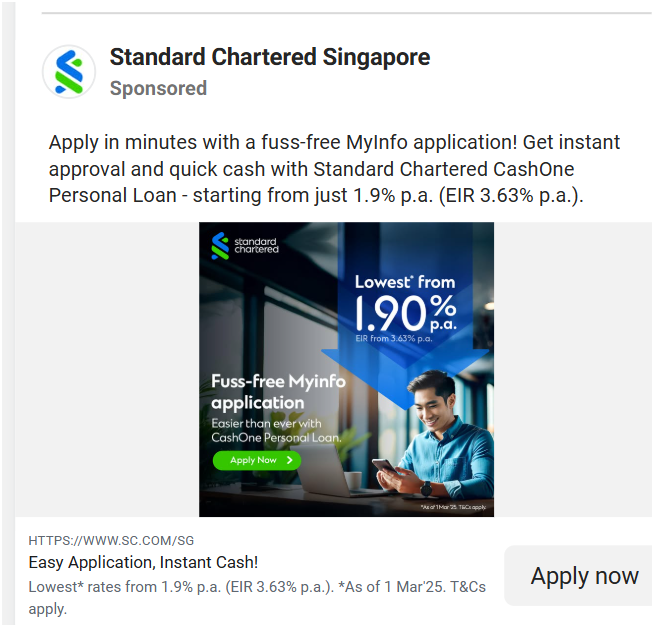 Standard Chartered Singapore
Sponsored
Apply in minutes with a fuss-free MyInfo application! Get instant
approval and quick cash with Standard Chartered CashOne
Personal Loan - starting from just 1.9% p.a. (EIR 3.63% p.a.).
standard
chartered
Lowest* from
1.90%
p.a.
EIR from 3.63% p.a.
Fuss-free Myinfo
application
Easier than ever with
CashOne Personal Loan.
Apply Now
*As of 1 Mar '25. T&Cs apply.
HTTPS://WWW.SC.COM/SG
Easy Application, Instant Cash!
Lowest* rates from 1.9% p.a. (EIR 3.63% p.a.). *As of 1 Mar'25. T&Cs
apply.
Apply now